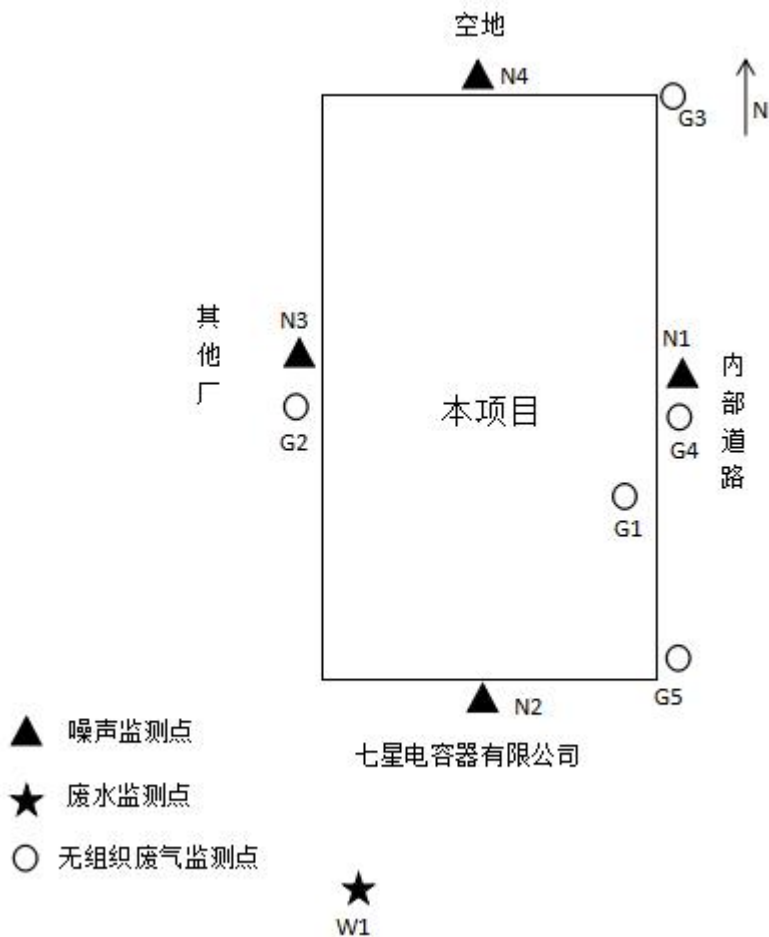 空地
N4
G3
N
其他厂
N3
N1
内部道路
本项目
G2
G4
G1
G5
N2
噪声监测点
七星电容器有限公司
废水监测点
无组织废气监测点
W1